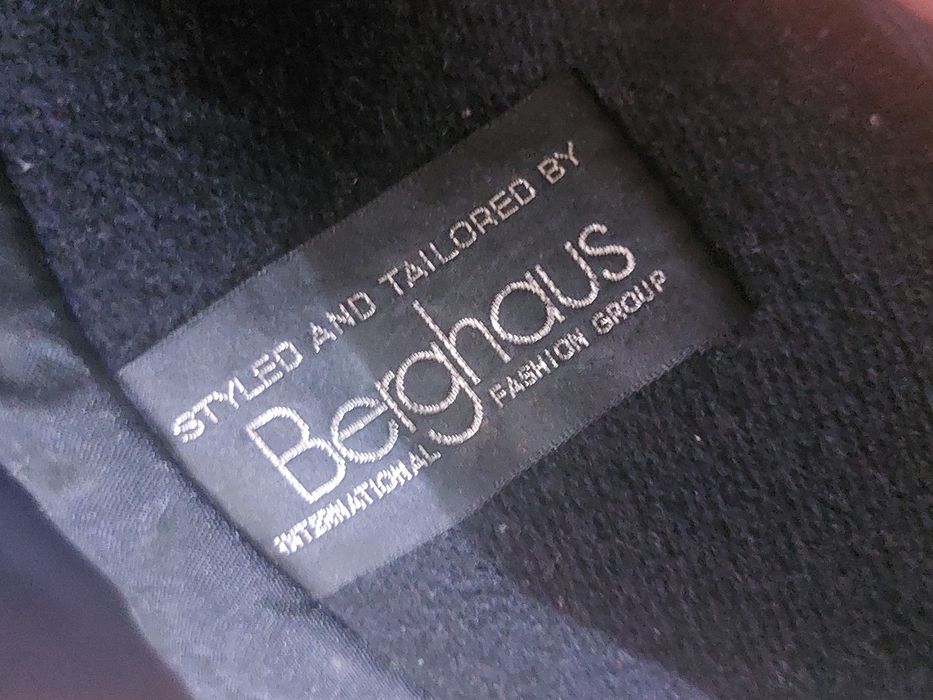 STYLED AND TAILORED BY
Berghaus
INTERNATIONAL FASHION GROUP